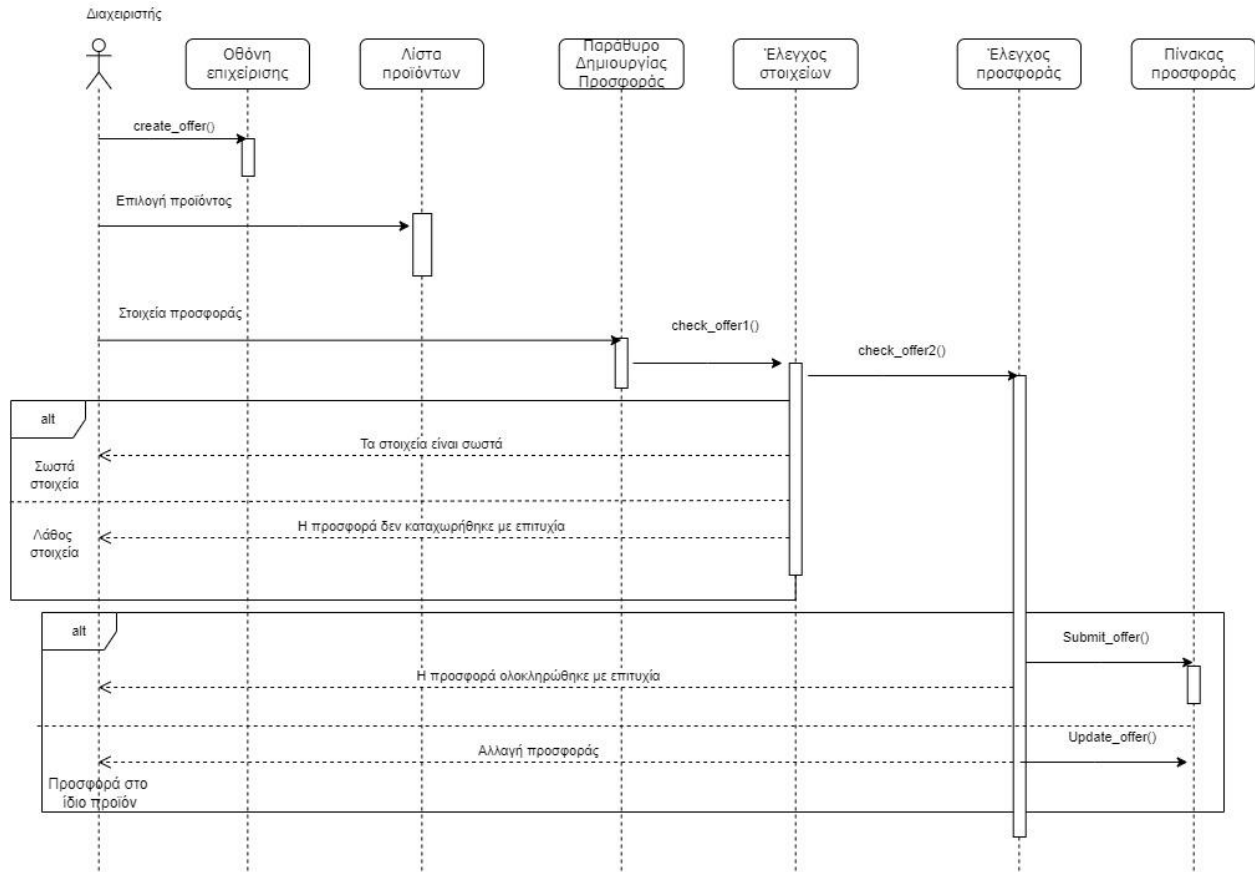 Διαχειριστής
Οθόνη
επιχείρισης
Λίστα
προϊόντων
Παράθυρο
Δημιουργίας
Προσφοράς
Έλεγχος
στοιχείων
Έλεγχος
προσφοράς
Πίνακας
προσφοράς
create_offer()
Επιλογή προϊόντος
Στοιχεία προσφοράς
check_offer1()
check_offer2()
alt
Τα στοιχεία είναι σωστά
Σωστά
στοιχεία
Η προσφορά δεν καταχωρήθηκε με επιτυχία
Λάθος
στοιχεία
alt
Submit_offer()
Η προσφορά ολοκληρώθηκε με επιτυχία
Update_offer()
Αλλαγή προσφοράς
Προσφορά στο
ίδιο προϊόν